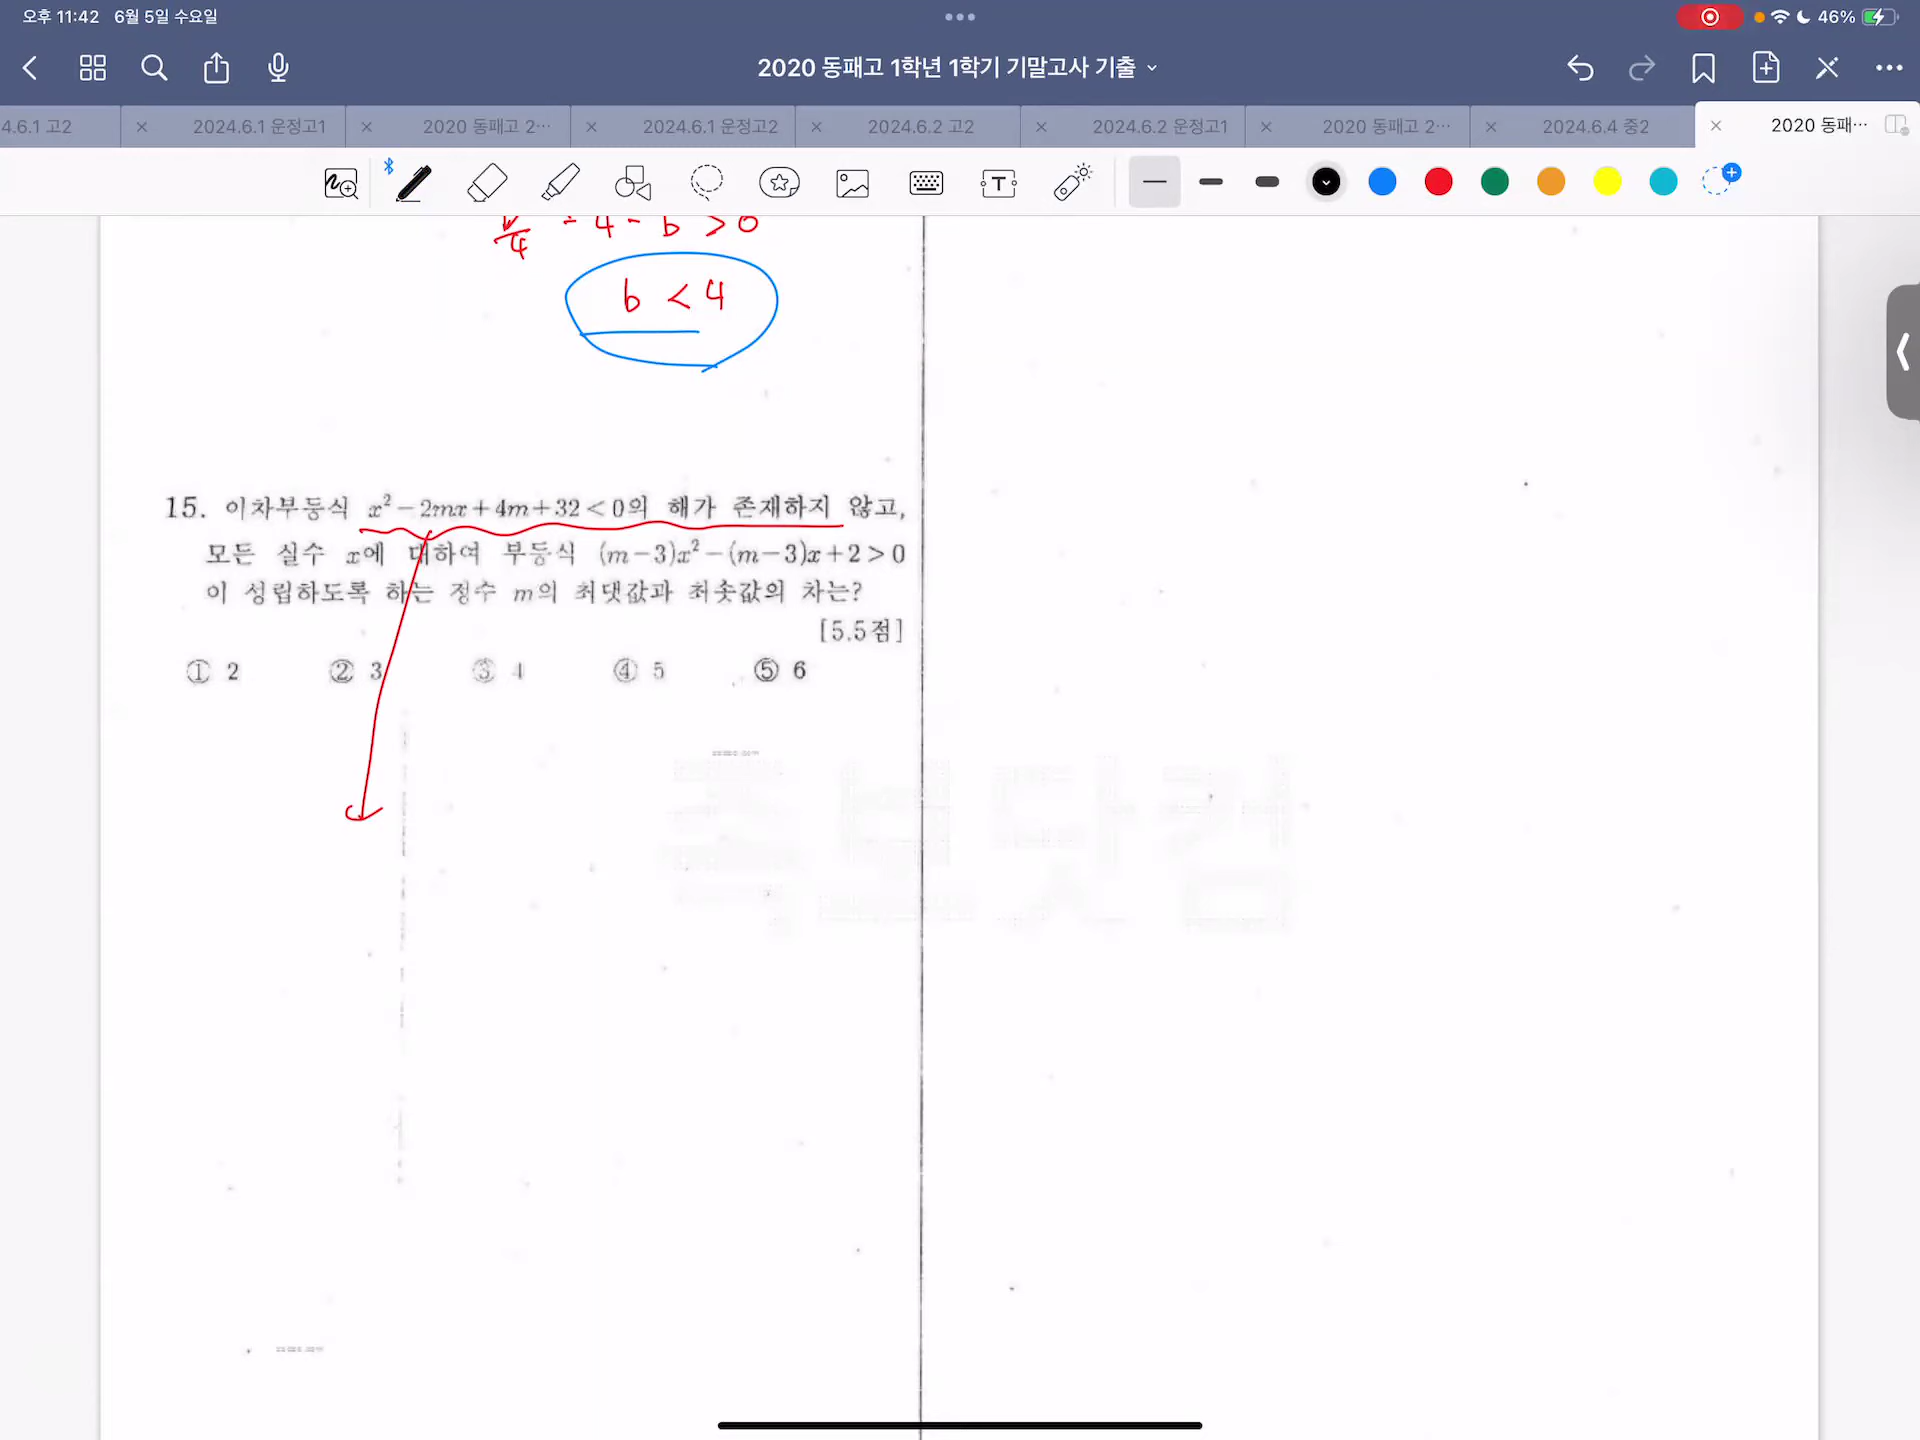 오후 11:42 6월 5일 수요일
46%
2020 동패고 1학년 1학기 기말고사 기출
4.6.1 고2
2024.6.1 운정고1
2020 동패고 2…
2024.6.1 운정고2
2024.6.2 고2
2024.6.2 운정고1
2020 동패고 2…
2024.6.4 중2
2020 동패…
- 4 - b > 0
b < 4
15. 이차부등식 x² − 2mx + 4m + 32 < 0의 해가 존재하지 않고,
모든 실수 x에 대하여 부등식 (m−3)x² − (m−3)x + 2 > 0
이 성립하도록 하는 정수 m의 최댓값과 최솟값의 차는?
[5.5점]
① 2 ② 3 ③ 4 ④ 5 ⑤ 6
족보닷컴